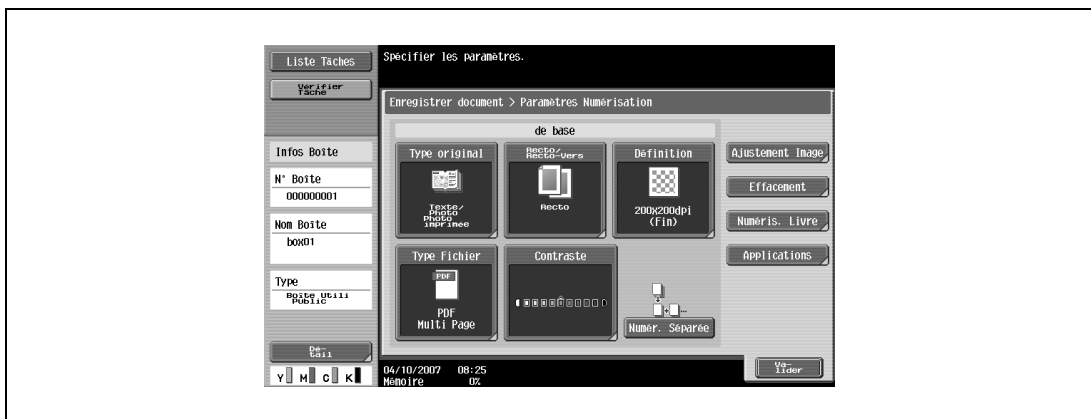 Liste Tâches
Vérifier
Tâche
Spécifier les paramètres.
Enregistrer document > Paramètres Numérisation
de base
Infos Boîte
N° Boîte
000000001
Nom Boîte
box01
Type
Boîte Utili
Public
Dé-
tail
Y M C K
Type original
Texte/
Photo
Photo
imprimée
Recto/
Recto-Vers
Recto
Définition
200X200dpi
(Fin)
Type Fichier
PDF
PDF
Multi Page
Contraste
Numér. Séparée
Ajustement Image
Effacement
Numéris. Livre
Applications
04/10/2007 08:25
Mémoire 0%
Va-
lider